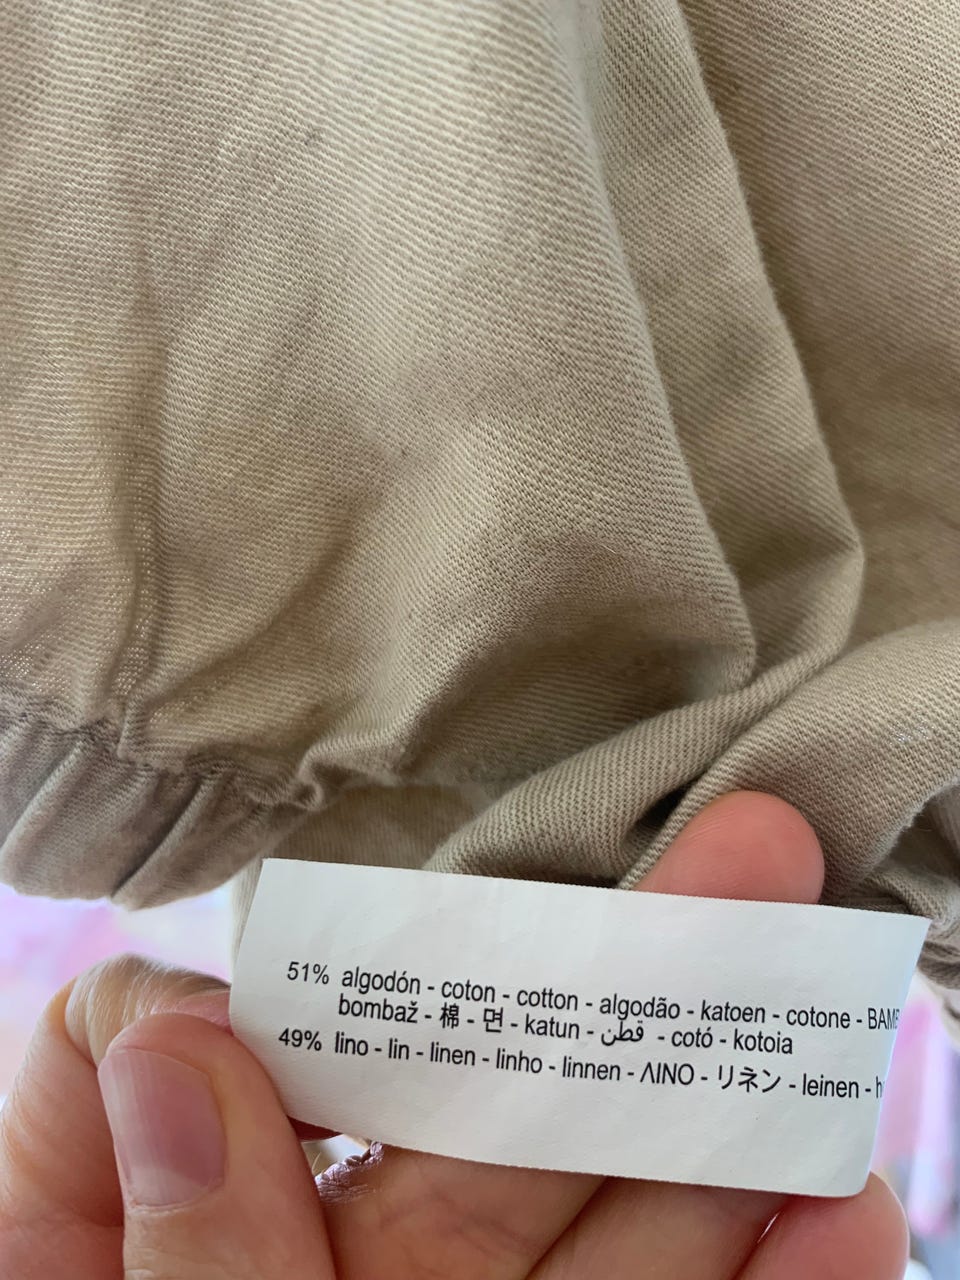 51% algodón - coton - cotton - algodão - katoen - cotone -
bombaž - 棉 - 면 - katun - قطن - cotó - kotoia
49% lino - lin - linen - linho - linnen - ΛΙΝΟ - リネン - leinen -